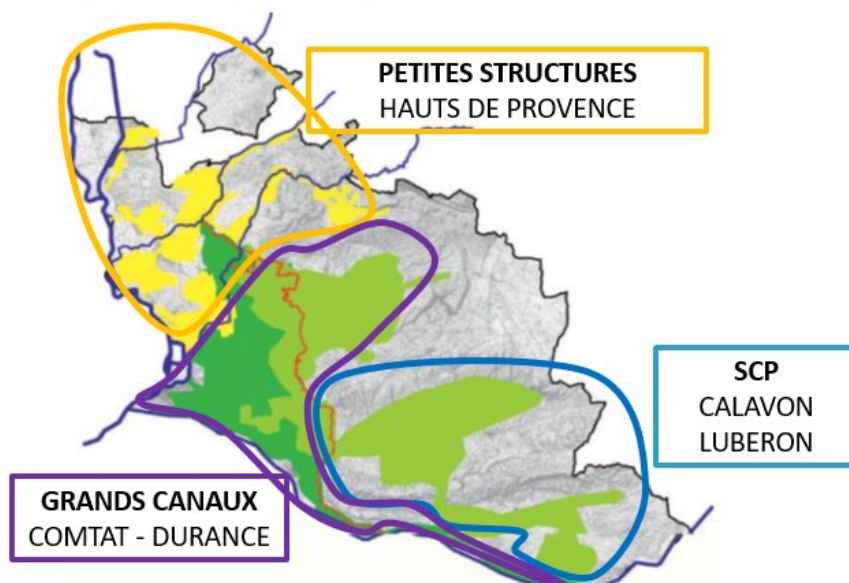 PETITES STRUCTURES
HAUTS DE PROVENCE
SCP
CALAVON
LUBERON
GRANDS CANAUX
COMTAT - DURANCE